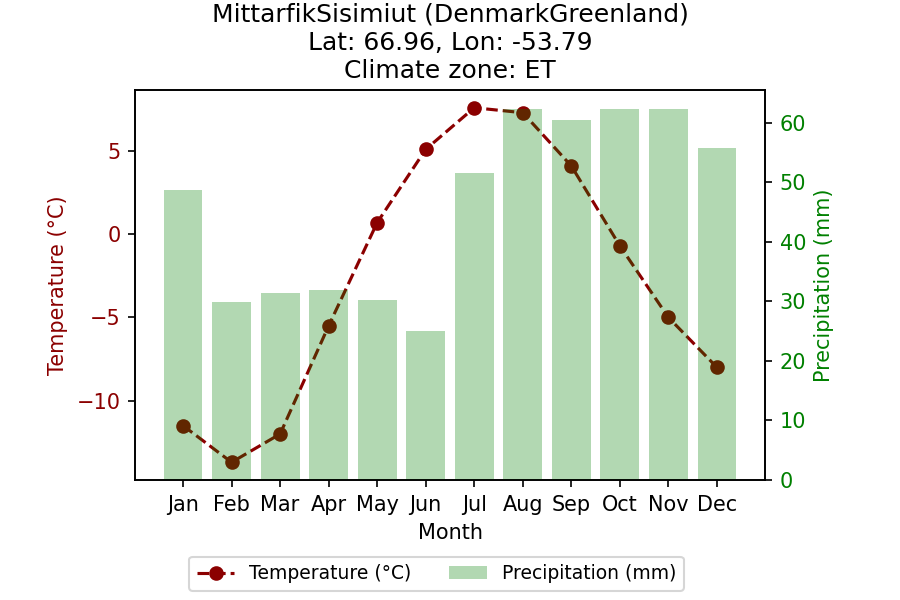 MittarfikSisimiut (DenmarkGreenland)
Lat: 66.96, Lon: -53.79
Climate zone: ET
Temperature (°C)
5
0
−5
−10
60
50
40
30
20
10
0
Precipitation (mm)
Jan Feb Mar Apr May Jun Jul Aug Sep Oct Nov Dec
Month
Temperature (°C) Precipitation (mm)